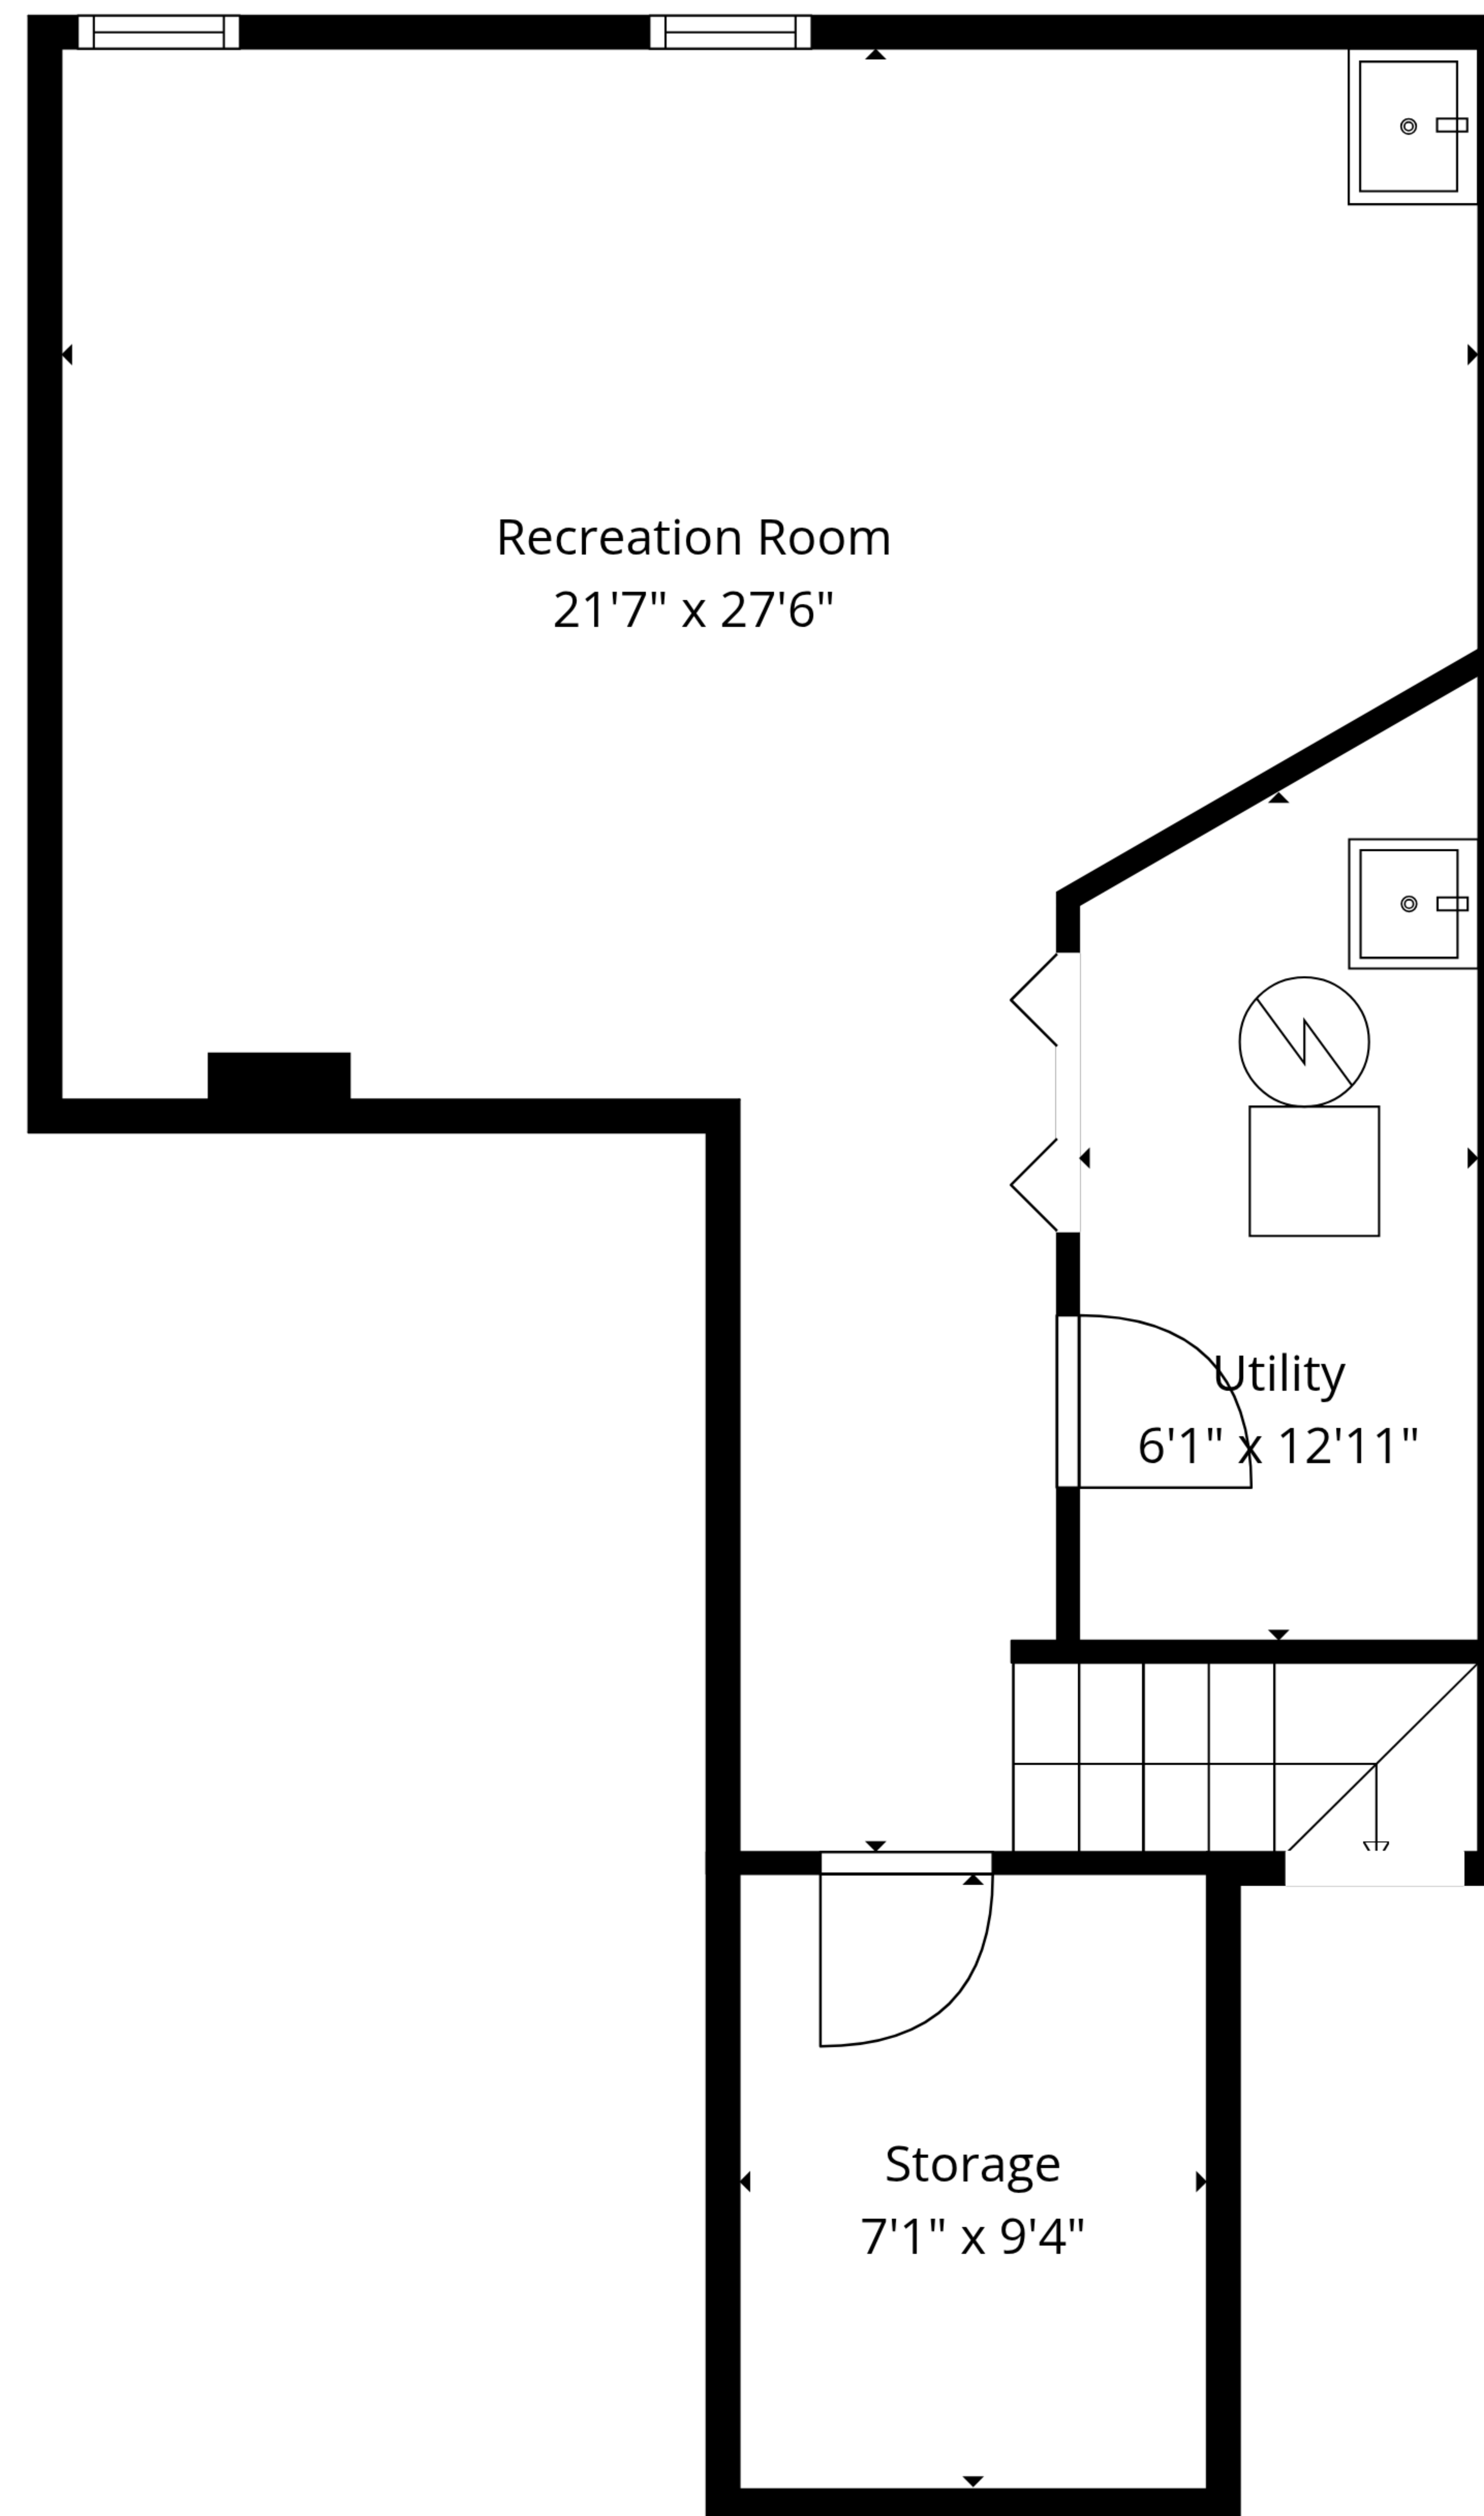 Recreation Room
21'7" x 27'6"
Utility
6'1" x 12'11"
Storage
7'1" x 9'4"